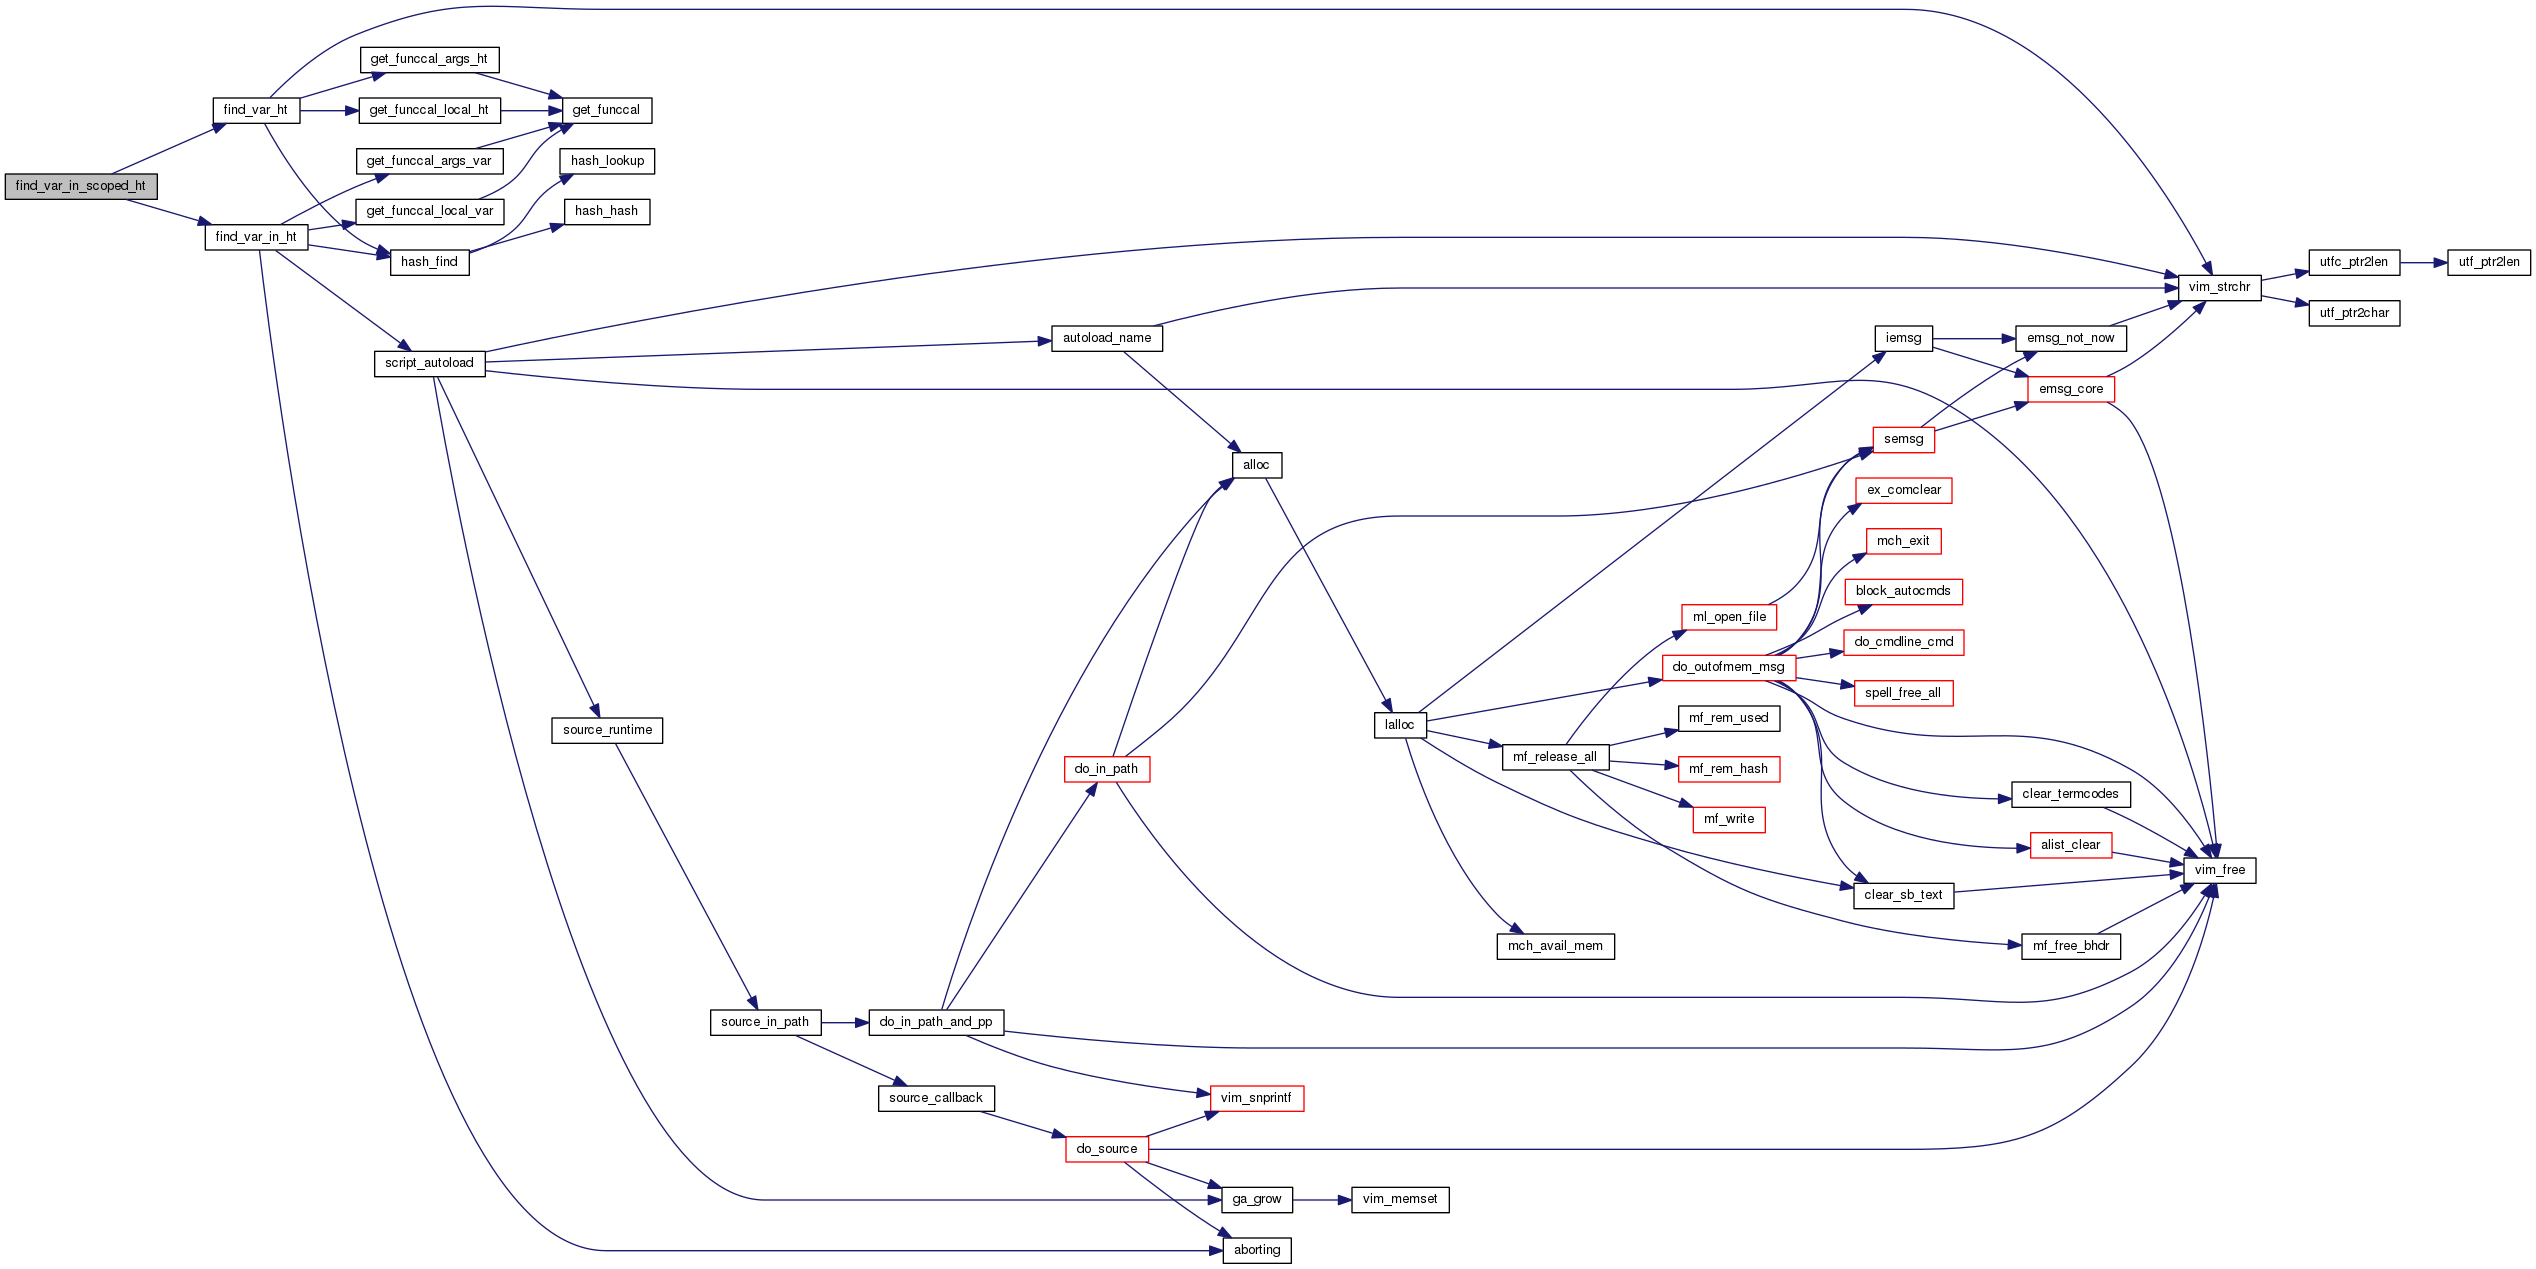 find_var_in_scoped_ht
find_var_ht
find_var_in_ht
get_funccal_args_ht
get_funccal_local_ht
get_funccal_args_var
get_funccal_local_var
hash_find
script_autoload
get_funccal
hash_lookup
hash_hash
source_runtime
source_in_path
do_in_path_and_pp
source_callback
autoload_name
do_in_path
do_source
alloc
vim_snprintf
ga_grow
aborting
lalloc
vim_memset
mf_release_all
mch_avail_mem
ml_open_file
do_outofmem_msg
mf_rem_used
mf_rem_hash
mf_write
iemsg
semsg
ex_comclear
mch_exit
block_autocmds
do_cmdline_cmd
spell_free_all
clear_sb_text
emsg_not_now
emsg_core
clear_termcodes
alist_clear
mf_free_bhdr
vim_strchr
vim_free
utfc_ptr2len
utf_ptr2char
utf_ptr2len